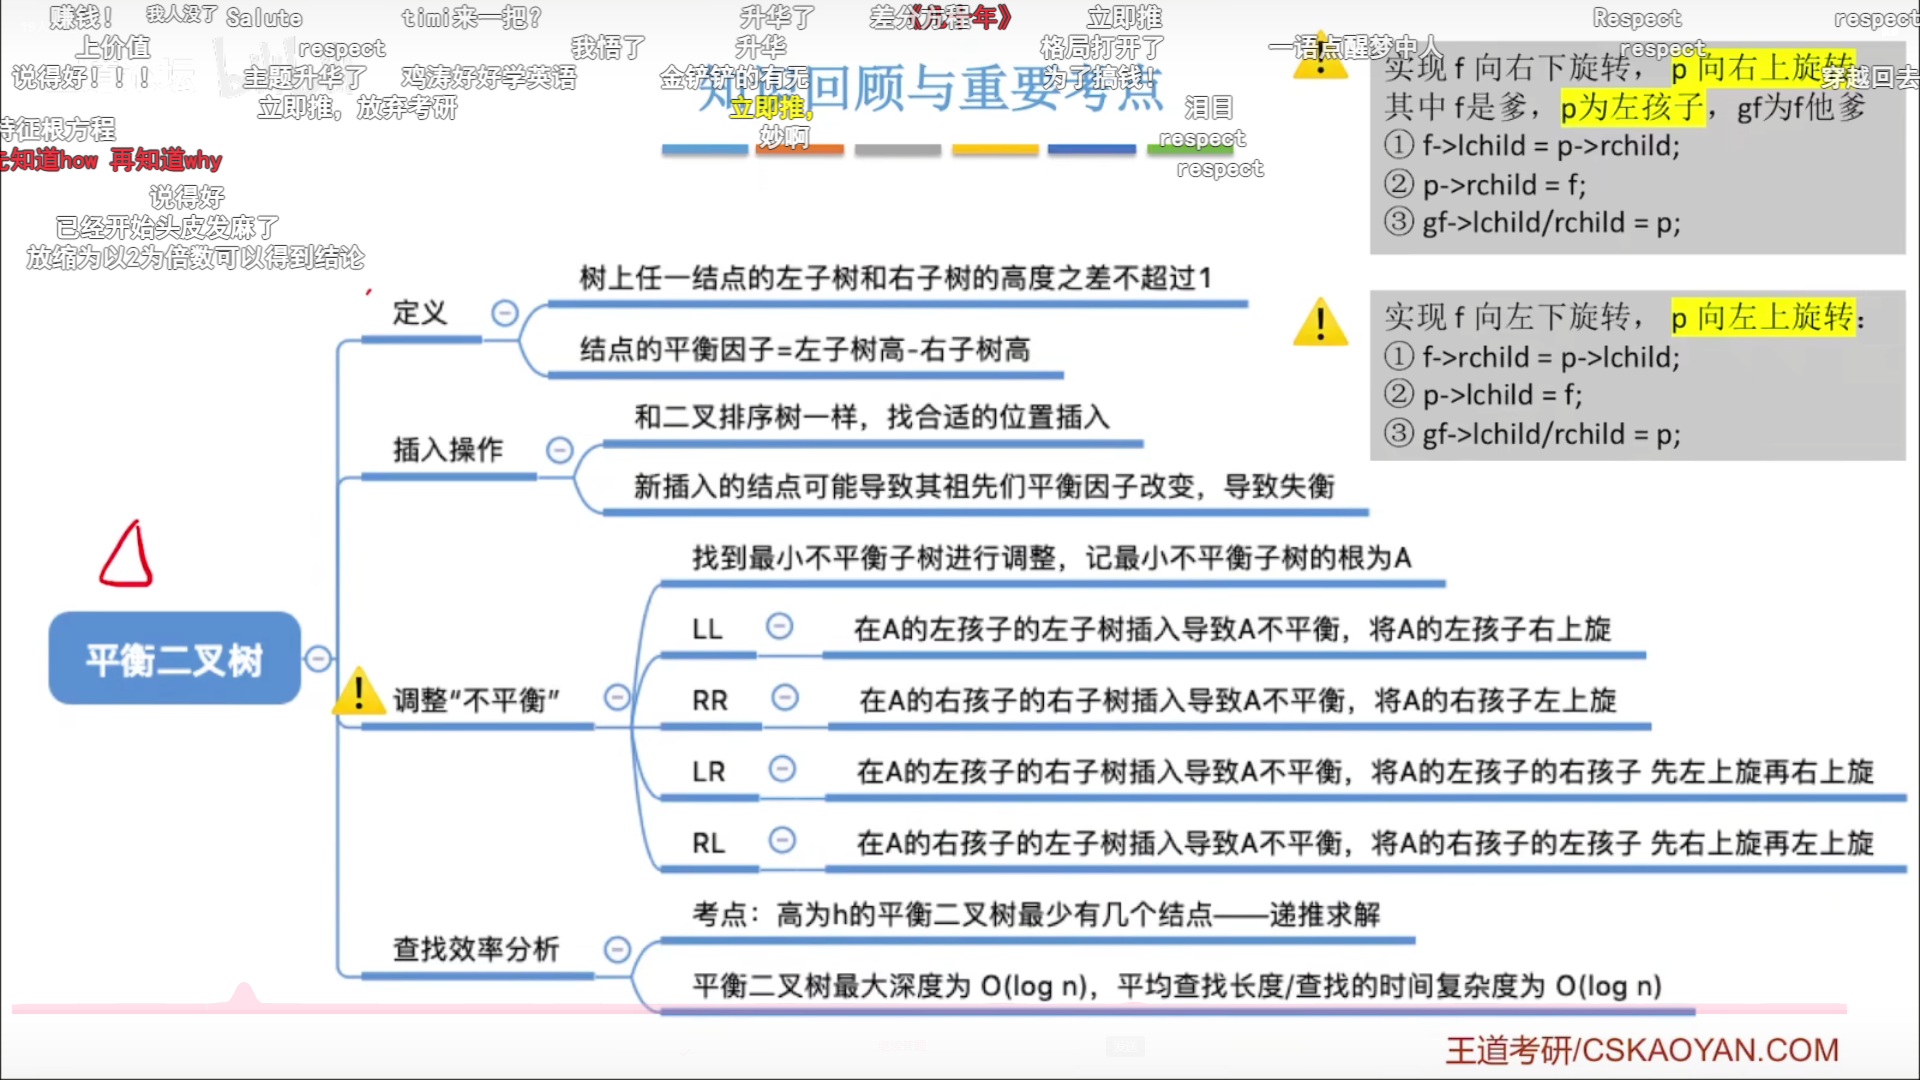 赚钱！
我人没了
Salute
timi来一把？
升华了
差分方程
立即推
Respect
respect
上价值
respect
我悟了
升华
格局打开了
一语点醒梦中人
respect
说得好！！！
主题升华了
鸡涛好好学英语
金铲铲的有无
为了搞钱！
穿越回去
立即推，放弃考研
立即推，
泪目
特征根方程
妙啊
respect
先知道how 再知道why
respect
说得好
已经开始头皮发麻了
放缩为以2为倍数可以得到结论
知识回顾与重要考点
实现 f 向右下旋转， p 向右上旋转
其中 f是爹，p为左孩子，gf为f他爹
① f->lchild = p->rchild;
② p->rchild = f;
③ gf->lchild/rchild = p;
实现 f 向左下旋转， p 向左上旋转：
① f->rchild = p->lchild;
② p->lchild = f;
③ gf->lchild/rchild = p;
平衡二叉树
定义
树上任一结点的左子树和右子树的高度之差不超过1
结点的平衡因子=左子树高-右子树高
插入操作
和二叉排序树一样，找合适的位置插入
新插入的结点可能导致其祖先们平衡因子改变，导致失衡
调整“不平衡”
找到最小不平衡子树进行调整，记最小不平衡子树的根为A
LL 在A的左孩子的左子树插入导致A不平衡，将A的左孩子右上旋
RR 在A的右孩子的右子树插入导致A不平衡，将A的右孩子左上旋
LR 在A的左孩子的右子树插入导致A不平衡，将A的左孩子的右孩子 先左上旋再右上旋
RL 在A的右孩子的左子树插入导致A不平衡，将A的右孩子的左孩子 先右上旋再左上旋
查找效率分析
考点：高为h的平衡二叉树最少有几个结点——递推求解
平衡二叉树最大深度为 O(log n)，平均查找长度/查找的时间复杂度为 O(log n)
王道考研/CSKAOYAN.COM